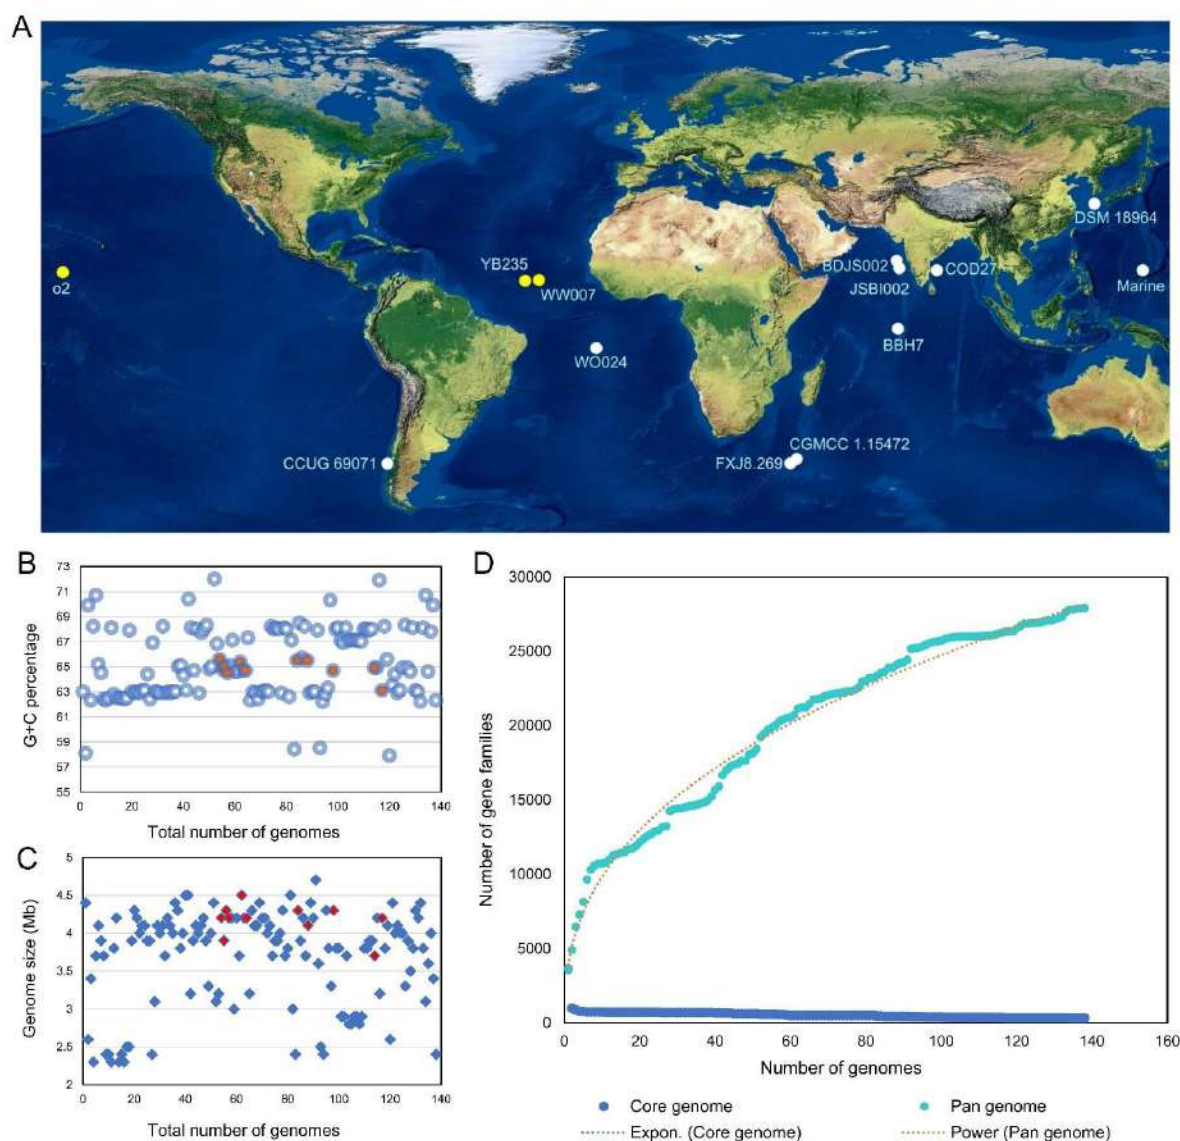 A
o2
YB235
WW007
WO024
CCUG 69071
BDJS002
JSBI002
COD27
BBH7
DSM 18964
Marine
CGMCC 1.15472
FXJ8.269
B
G+C percentage
73
71
69
67
65
63
61
59
57
55
0 20 40 60 80 100 120 140
Total number of genomes
C
Genome size (Mb)
5
4.5
4
3.5
3
2.5
2
0 20 40 60 80 100 120 140
Total number of genomes
D
Number of gene families
30000
25000
20000
15000
10000
5000
0
0 20 40 60 80 100 120 140 160
Number of genomes
Core genome
Pan genome
Expon. (Core genome)
Power (Pan genome)